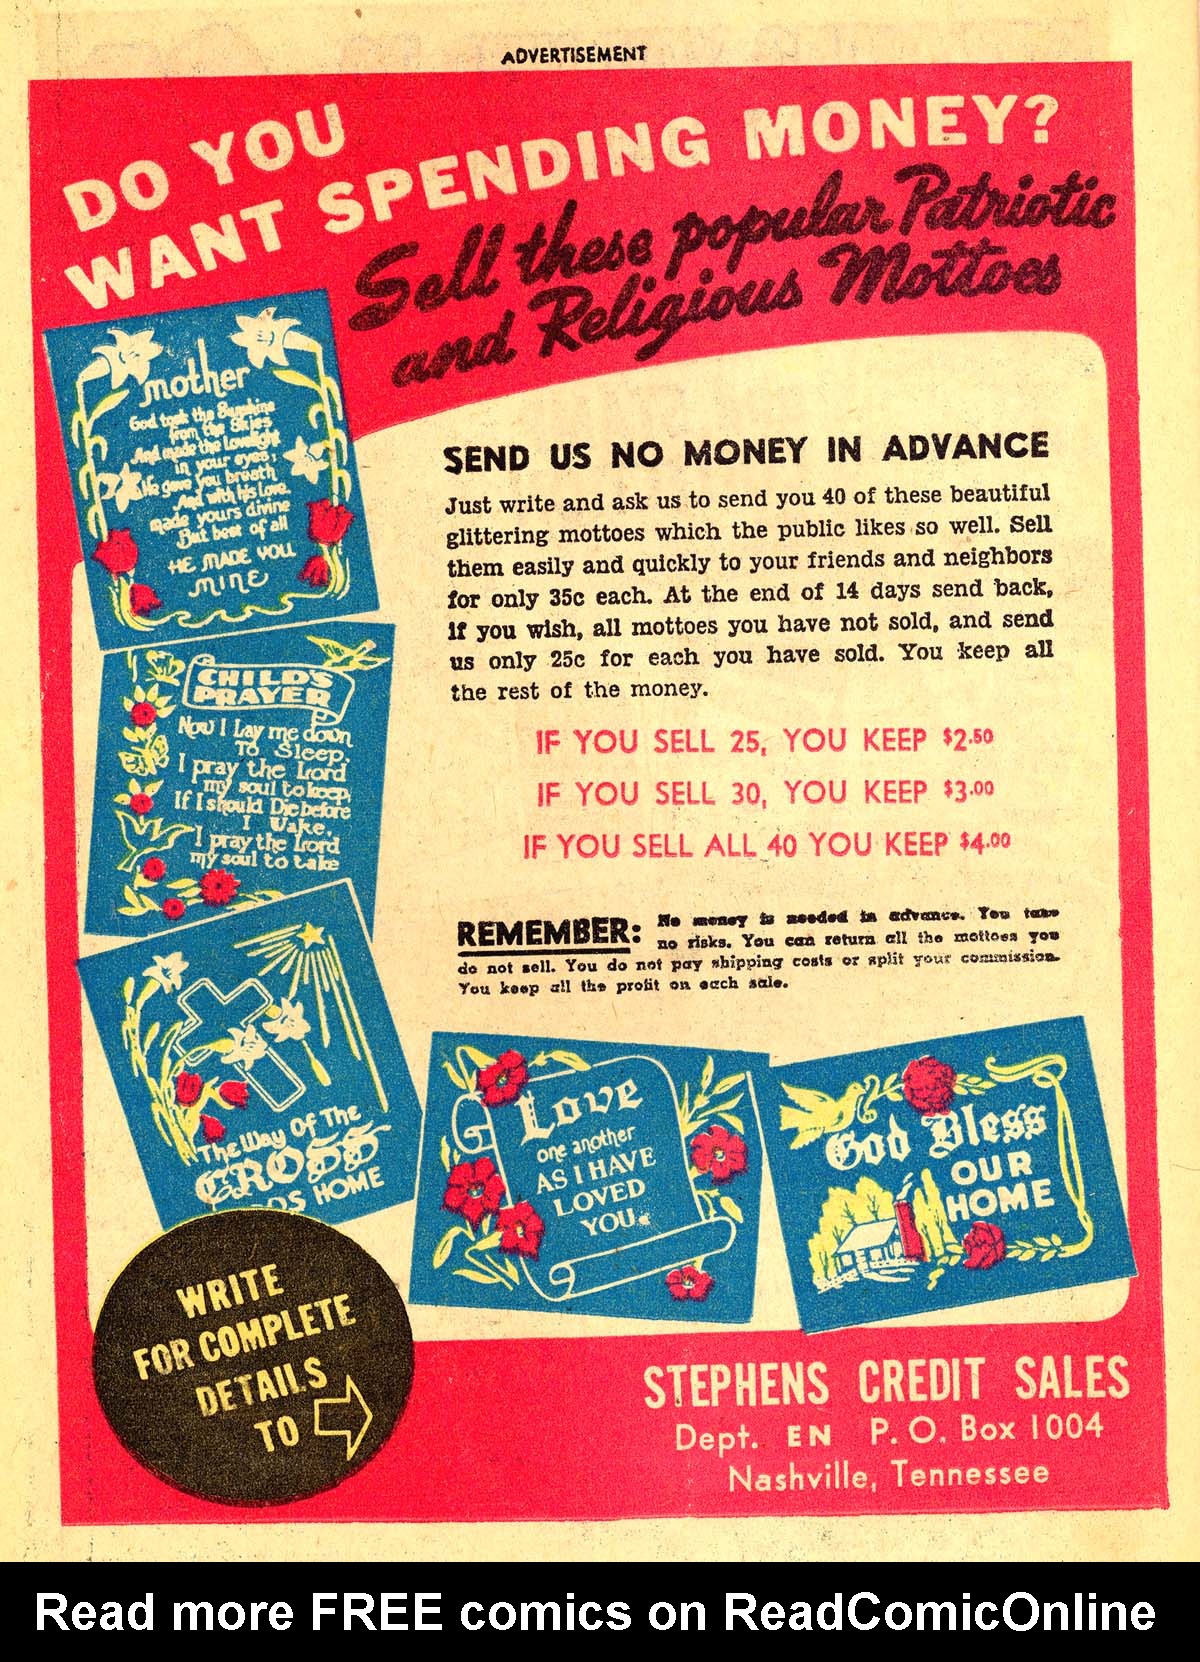 ADVERTISEMENT
DO YOU
WANT SPENDING MONEY?
Sell these popular Patriotic
and Religious Mottoes
mother
God took the Sunshine
from the Skies
And made the Lovelight
in your eyes,
He gave you breath
And with his Love,
made yours divine
But best of all
HE MADE YOU
MINE
CHILD'S
PRAYER
Now I Lay me down
To Sleep,
I pray the Lord
my soul to keep,
If I should Die before
I Wake,
I pray the Lord
my soul to take
The Way Of The
CROSS
DS HOME
SEND US NO MONEY IN ADVANCE
Just write and ask us to send you 40 of these beautiful
glittering mottoes which the public likes so well. Sell
them easily and quickly to your friends and neighbors
for only 35c each. At the end of 14 days send back,
if you wish, all mottoes you have not sold, and send
us only 25c for each you have sold. You keep all
the rest of the money.
IF YOU SELL 25, YOU KEEP $2.50
IF YOU SELL 30, YOU KEEP $3.00
IF YOU SELL ALL 40 YOU KEEP $4.00
REMEMBER: No money is needed in advance. You take
no risks. You can return all the mottoes you
do not sell. You do not pay shipping costs or split your commission.
You keep all the profit on each sale.
Love
one another
AS I HAVE
LOVED
YOU.
God Bless
OUR
HOME
WRITE
FOR COMPLETE
DETAILS
TO
STEPHENS CREDIT SALES
Dept. EN P. O. Box 1004
Nashville, Tennessee
Read more FREE comics on ReadComicOnline